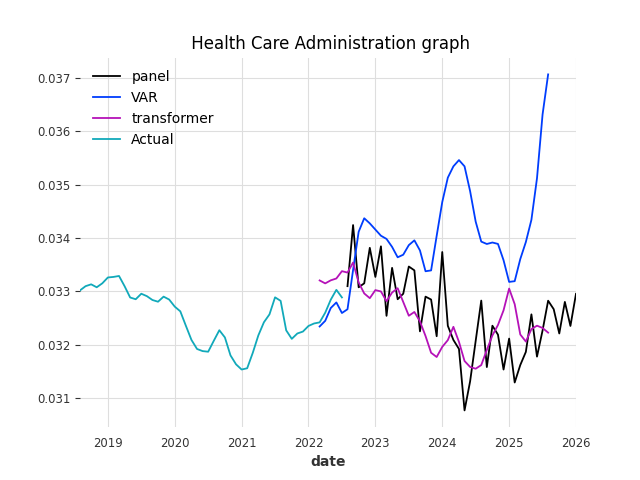 Health Care Administration graph
panel
VAR
transformer
Actual
0.037
0.036
0.035
0.034
0.033
0.032
0.031
2019 2020 2021 2022 2023 2024 2025 2026
date